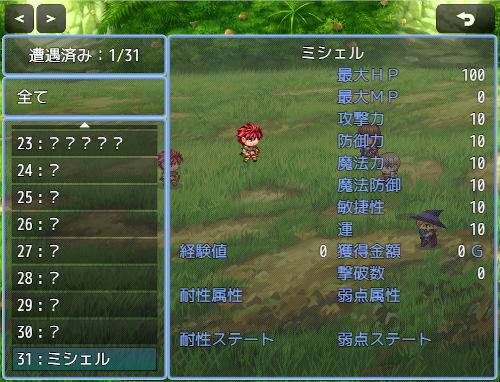 < >
遭遇済み：1/31
全て
23：？？？？？
24：？
25：？
26：？
27：？
28：？
29：？
30：？
31：ミシェル
ミシェル
最大ＨＰ 100
最大ＭＰ 0
攻撃力 10
防御力 10
魔法力 10
魔法防御 10
敏捷性 10
運 10
経験値 0 獲得金額 0 Ｇ
撃破数 0
耐性属性 弱点属性
耐性ステート 弱点ステート